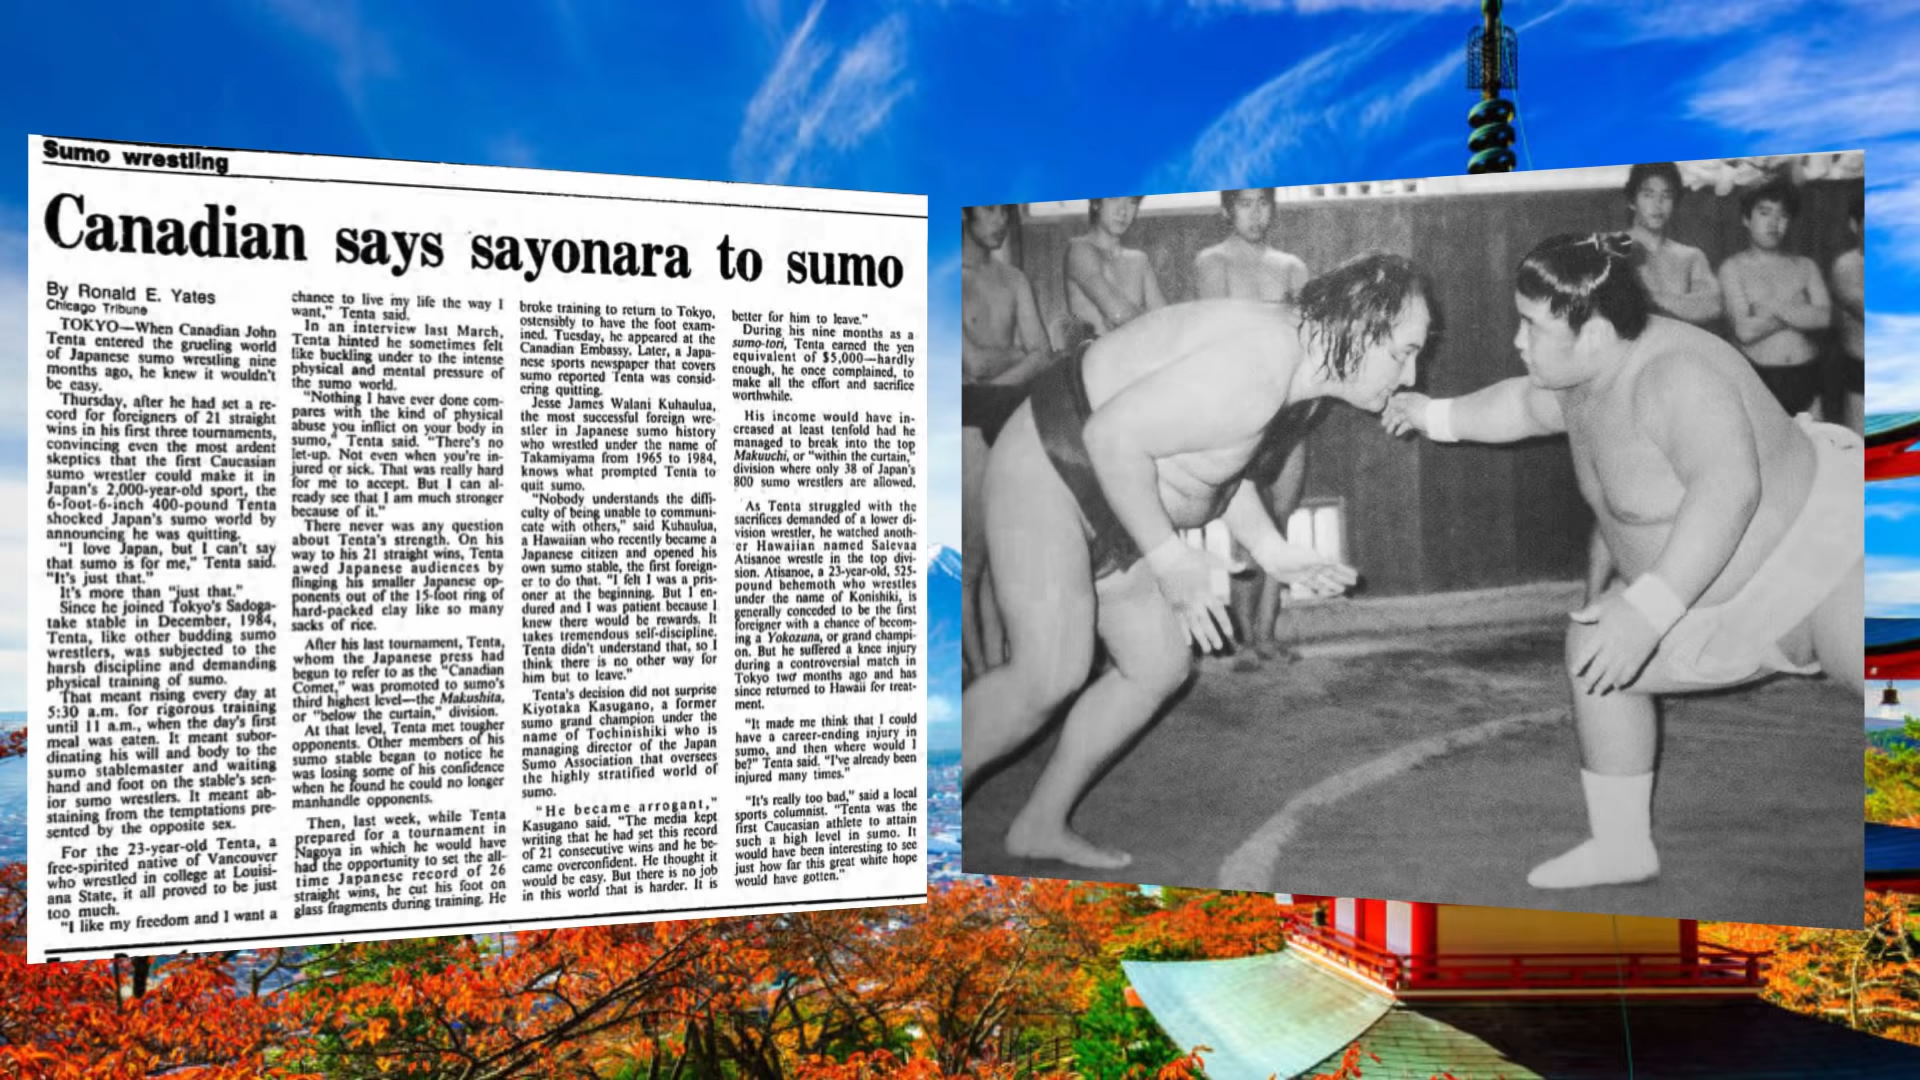 Sumo wrestling
Canadian says sayonara to sumo
By Ronald E. Yates
Chicago Tribune
TOKYO—When Canadian John
Tenta entered the grueling world
of Japanese sumo wrestling nine
months ago, he knew it wouldn't
be easy.
Thursday, after he had set a re-
cord for foreigners of 21 straight
wins in his first three tournaments,
convincing even the most ardent
skeptics that the first Caucasian
sumo wrestler could make it in
Japan's 2,000-year-old sport, the
6-foot-6-inch 400-pound Tenta
shocked Japan's sumo world by
announcing he was quitting.
"I love Japan, but I can't say
that sumo is for me," Tenta said.
"It's just that."
It's more than "just that."
Since he joined Tokyo's Sadoga-
take stable in December, 1984,
Tenta, like other budding sumo
wrestlers, was subjected to the
harsh discipline and demanding
physical training of sumo.
That meant rising every day at
5:30 a.m. for rigorous training
until 11 a.m., when the day's first
meal was eaten. It meant subor-
dinating his will and body to the
sumo stablemaster and waiting
hand and foot on the stable's sen-
ior sumo wrestlers. It meant ab-
staining from the temptations pre-
sented by the opposite sex.
For the 23-year-old Tenta, a
free-spirited native of Vancouver
who wrestled in college at Louisi-
ana State, it all proved to be just
too much.
"I like my freedom and I want a
chance to live my life the way I
want," Tenta said.
In an interview last March,
Tenta hinted he sometimes felt
like buckling under to the intense
physical and mental pressure of
the sumo world.
"Nothing I have ever done com-
pares with the kind of physical
abuse you inflict on your body in
sumo," Tenta said. "There's no
let-up. Not even when you're in-
jured or sick. That was really hard
for me to accept. But I can al-
ready see that I am much stronger
because of it."
There never was any question
about Tenta's strength. On his
way to his 21 straight wins, Tenta
awed Japanese audiences by
flinging his smaller Japanese op-
ponents out of the 15-foot ring of
hard-packed clay like so many
sacks of rice.
After his last tournament, Tenta,
whom the Japanese press had
begun to refer to as the "Canadian
Comet," was promoted to sumo's
third highest level—the Makushita,
or "below the curtain," division.
At that level, Tenta met tougher
opponents. Other members of his
sumo stable began to notice he
was losing some of his confidence
when he found he could no longer
manhandle opponents.
Then, last week, while Tenta
prepared for a tournament in
Nagoya in which he would have
had the opportunity to set the all-
time Japanese record of 26
straight wins, he cut his foot on
glass fragments during training. He
broke training to return to Tokyo,
ostensibly to have the foot exam-
ined. Tuesday, he appeared at the
Canadian Embassy. Later, a Japa-
nese sports newspaper that covers
sumo reported Tenta was consid-
ering quitting.
Jesse James Walani Kuhaulua,
the most successful foreign wre-
stler in Japanese sumo history
who wrestled under the name of
Takamiyama from 1965 to 1984,
knows what prompted Tenta to
quit sumo.
"Nobody understands the diffi-
culty of being unable to communi-
cate with others," said Kuhaulua,
a Hawaiian who recently became a
Japanese citizen and opened his
own sumo stable, the first foreign-
er to do that. "I felt I was a pris-
oner at the beginning. But I en-
dured and I was patient because I
knew there would be rewards. It
takes tremendous self-discipline.
Tenta didn't understand that, so I
think there is no other way for
him but to leave."
Tenta's decision did not surprise
Kiyotaka Kasugano, a former
sumo grand champion under the
name of Tochinishiki who is
managing director of the Japan
Sumo Association that oversees
the highly stratified world of
sumo.
"He became arrogant,"
Kasugano said. "The media kept
writing that he had set this record
of 21 consecutive wins and he be-
came overconfident. He thought it
would be easy. But there is no job
in this world that is harder. It is
better for him to leave."
During his nine months as a
sumo-tori, Tenta earned the yen
equivalent of $5,000—hardly
enough, he once complained, to
make all the effort and sacrifice
worthwhile.
His income would have in-
creased at least tenfold had he
managed to break into the top
Makuuchi, or "within the curtain,"
division where only 38 of Japan's
800 sumo wrestlers are allowed.
As Tenta struggled with the
sacrifices demanded of a lower di-
vision wrestler, he watched anoth-
er Hawaiian named Salevaa
Atisanoe wrestle in the top divi-
sion. Atisanoe, a 23-year-old, 525-
pound behemoth who wrestles
under the name of Konishiki, is
generally conceded to be the first
foreigner with a chance of becom-
ing a Yokozuna, or grand champi-
on. But he suffered a knee injury
during a controversial match in
Tokyo two months ago and has
since returned to Hawaii for treat-
ment.
"It made me think that I could
have a career-ending injury in
sumo, and then where would I
be?" Tenta said. "I've already been
injured many times."
"It's really too bad," said a local
sports columnist. "Tenta was the
first Caucasian athlete to attain
such a high level in sumo. It
would have been interesting to see
just how far this great white hope
would have gotten."